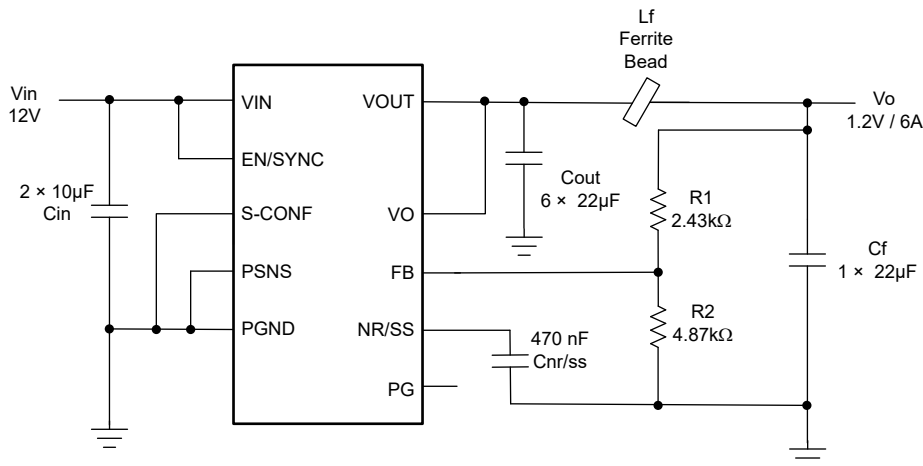 Lf
Ferrite
Bead
Vin
12V
VIN
VOUT
Vo
1.2V / 6A
EN/SYNC
2 × 10µF
Cin
Cout
6 × 22µF
R1
2.43kΩ
S-CONF
VO
PSNS
FB
Cf
1 × 22µF
PGND
NR/SS
470 nF
Cnr/ss
R2
4.87kΩ
PG